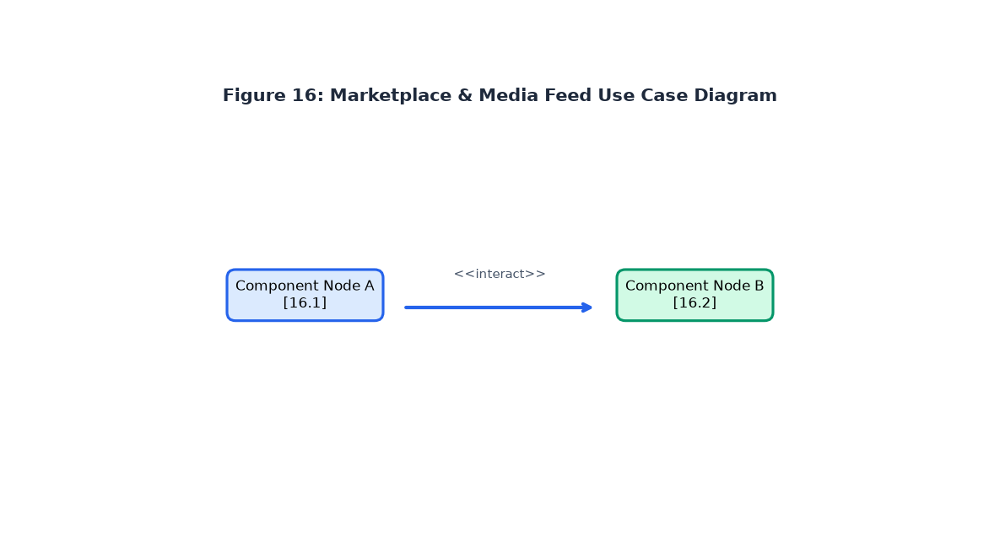 Figure 16: Marketplace & Media Feed Use Case Diagram
<<interact>>
Component Node A
[16.1]
Component Node B
[16.2]